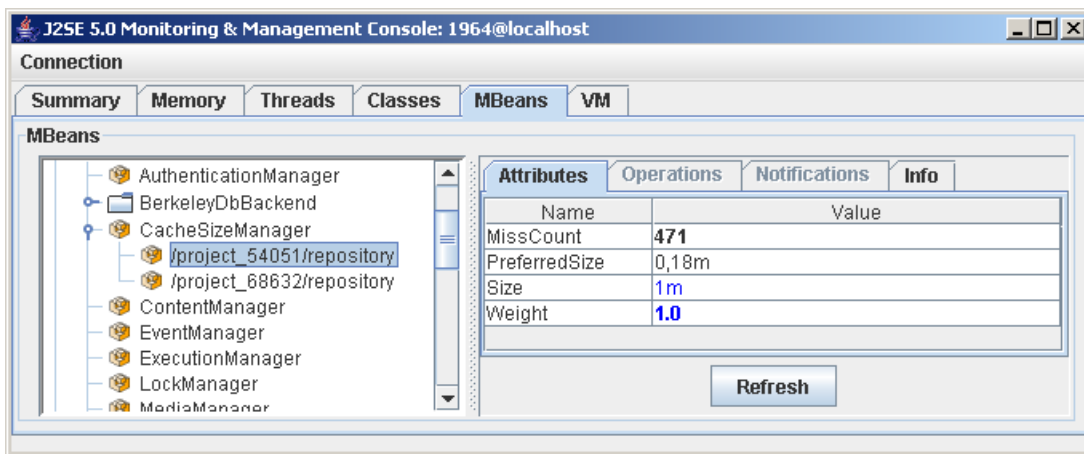 J2SE 5.0 Monitoring & Management Console: 1964@localhost
Connection
Summary Memory Threads Classes MBeans VM
MBeans
AuthenticationManager
BerkeleyDbBackend
CacheSizeManager
/project_54051/repository
/project_68632/repository
ContentManager
EventManager
ExecutionManager
LockManager
MediaManager
Attributes Operations Notifications Info
Name Value
MissCount 471
PreferredSize 0,18m
Size 1m
Weight 1.0
Refresh